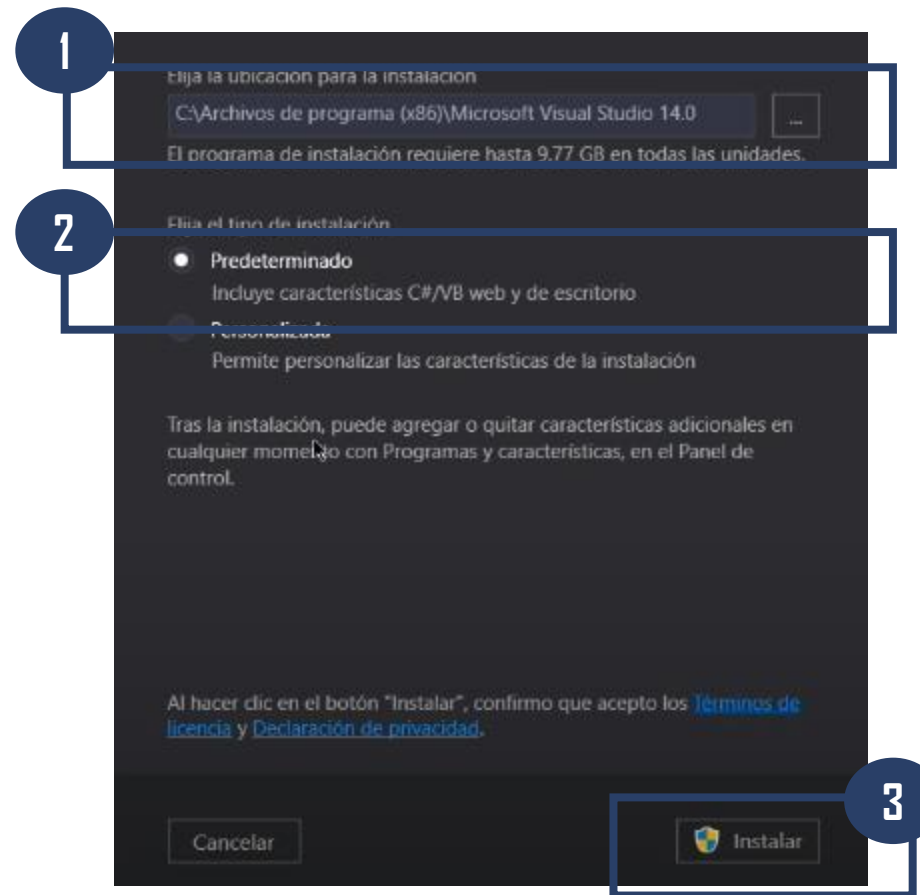 1
Elija la ubicación para la instalación
C:\Archivos de programa (x86)\Microsoft Visual Studio 14.0
...
El programa de instalación requiere hasta 9.77 GB en todas las unidades.
2
Elija el tipo de instalación
Predeterminado
Incluye características C#/VB web y de escritorio
Personalizada
Permite personalizar las características de la instalación
Tras la instalación, puede agregar o quitar características adicionales en
cualquier momento con Programas y características, en el Panel de
control.
Al hacer clic en el botón "Instalar", confirmo que acepto los Términos de
licencia y Declaración de privacidad.
3
Cancelar
Instalar